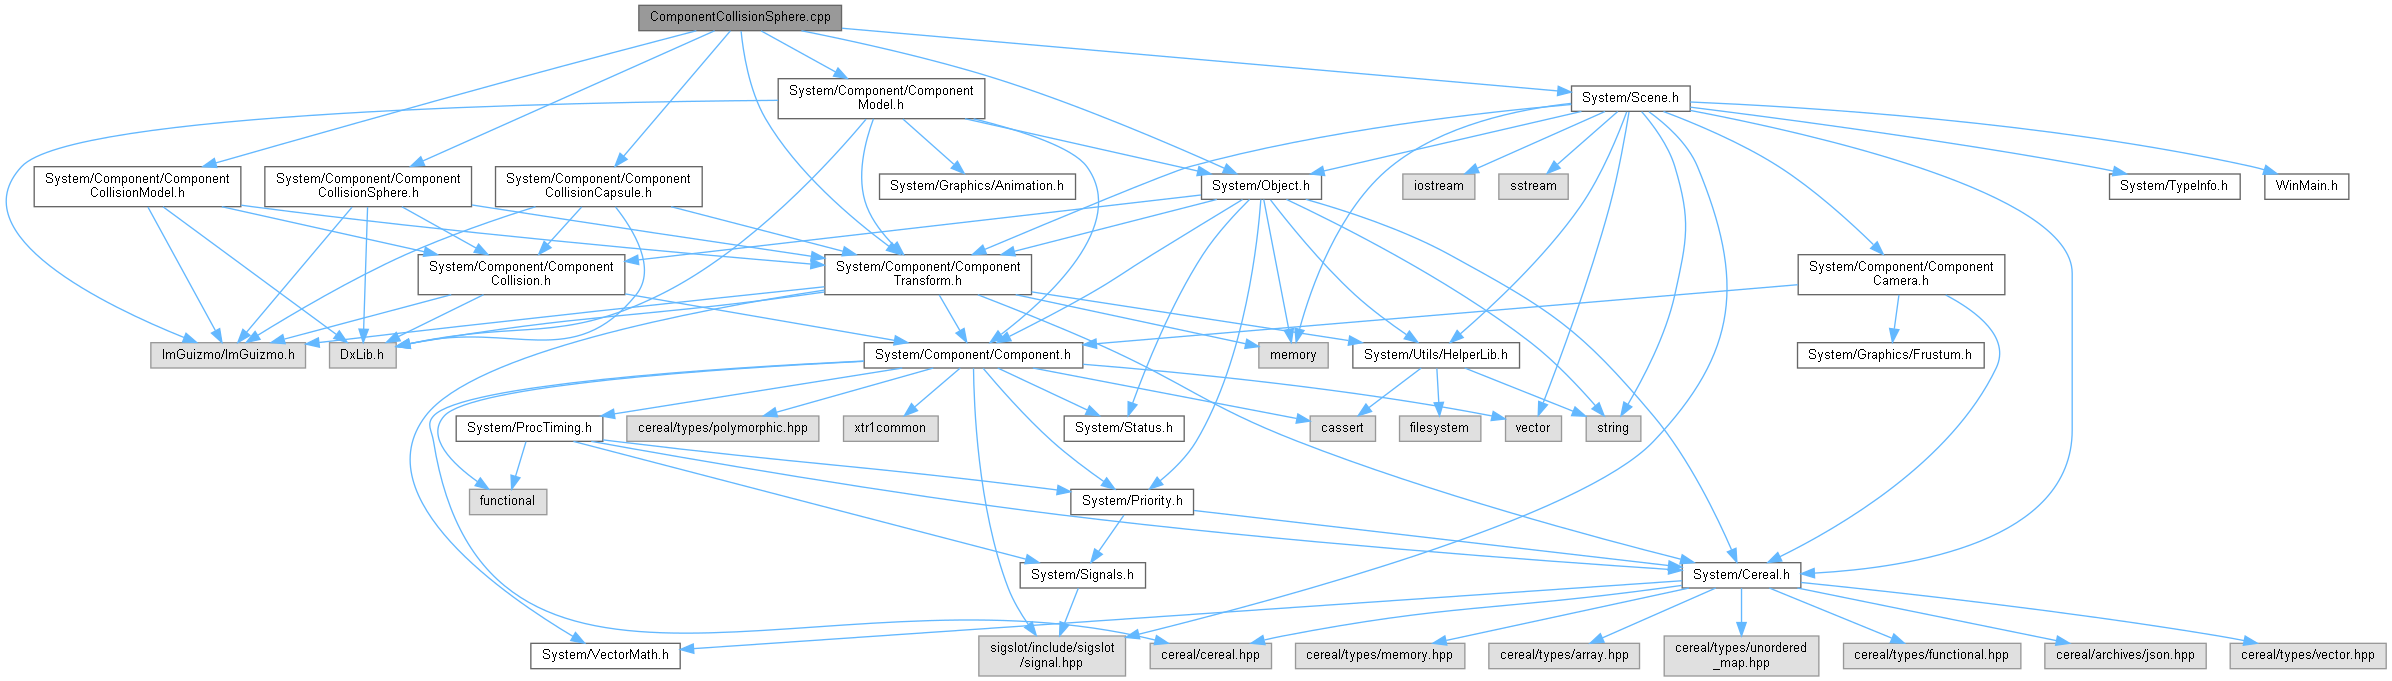 ComponentCollisionSphere.cpp
System/Component/Component
Model.h
System/Scene.h
System/Component/Component
CollisionModel.h
System/Component/Component
CollisionSphere.h
System/Component/Component
CollisionCapsule.h
System/Graphics/Animation.h
System/Object.h
iostream
sstream
System/TypeInfo.h
WinMain.h
System/Component/Component
Collision.h
System/Component/Component
Transform.h
System/Component/Component
Camera.h
ImGuizmo/ImGuizmo.h
DxLib.h
System/Component/Component.h
memory
System/Utils/HelperLib.h
System/Graphics/Frustum.h
System/ProcTiming.h
cereal/types/polymorphic.hpp
xtr1common
System/Status.h
cassert
filesystem
vector
string
functional
System/Priority.h
System/Signals.h
System/Cereal.h
System/VectorMath.h
sigslot/include/sigslot
/signal.hpp
cereal/cereal.hpp
cereal/types/memory.hpp
cereal/types/array.hpp
cereal/types/unordered
_map.hpp
cereal/types/functional.hpp
cereal/archives/json.hpp
cereal/types/vector.hpp